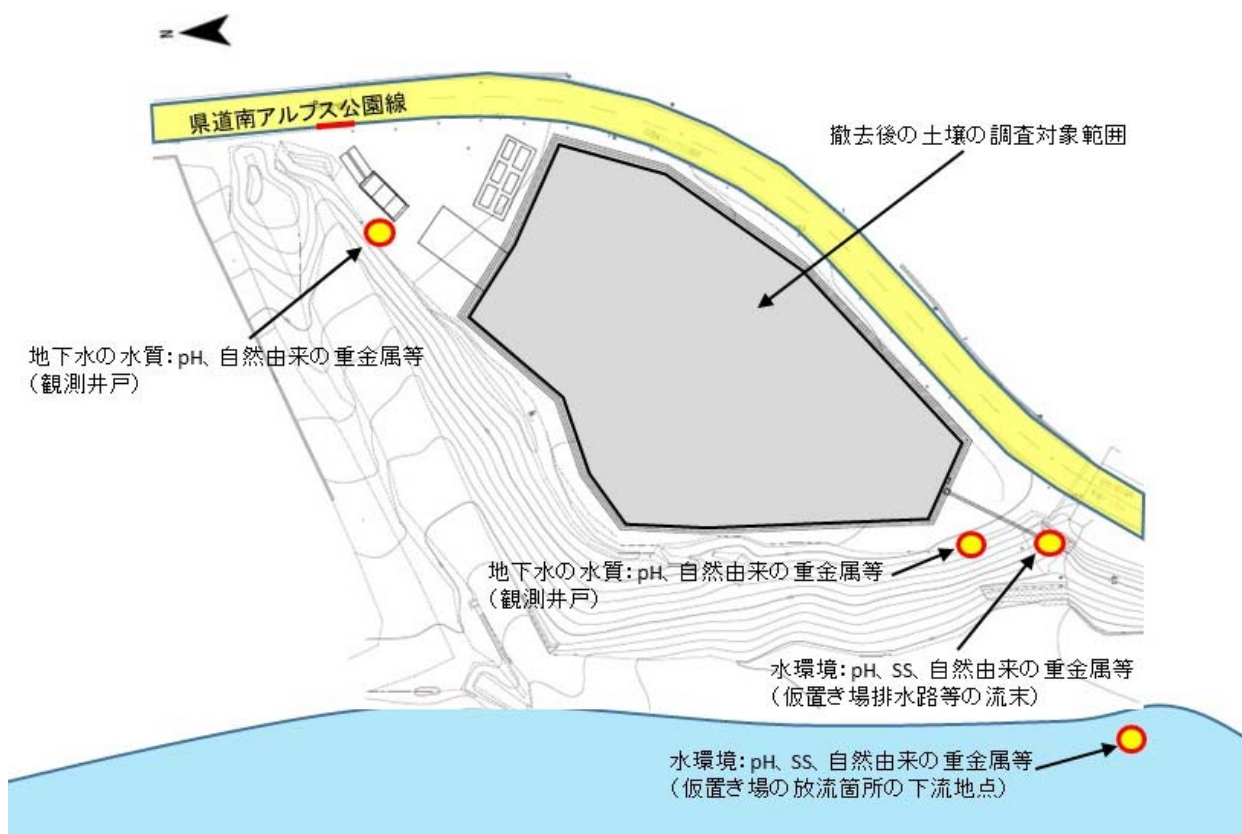 N
県道南アルプス公園線
撤去後の土壌の調査対象範囲
地下水の水質：pH、自然由来の重金属等
（観測井戸）
地下水の水質：pH、自然由来の重金属等
（観測井戸）
水環境：pH、SS、自然由来の重金属等
（仮置き場排水路等の流末）
水環境：pH、SS、自然由来の重金属等
（仮置き場の放流箇所の下流地点）